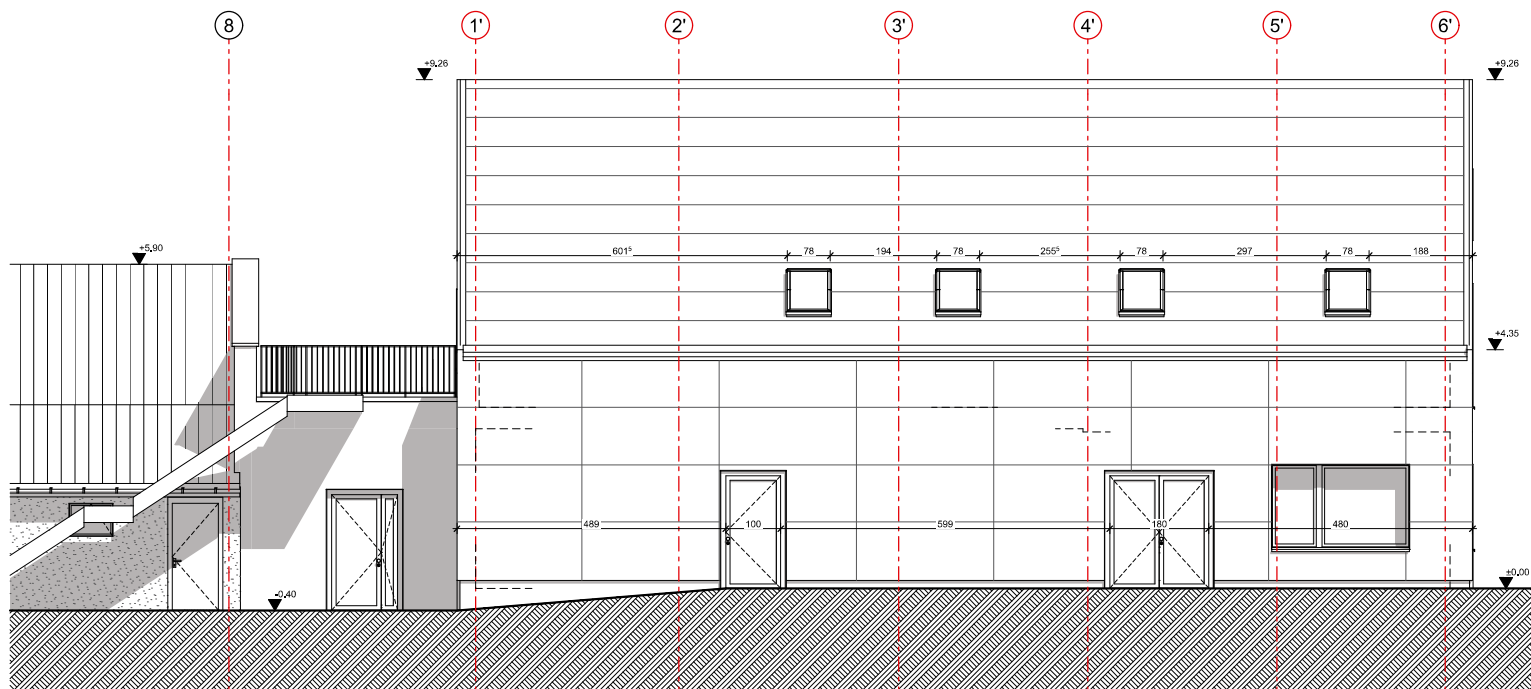 8 1' 2' 3' 4' 5' 6'
+9.26 +9.26
+5.90
601⁵ 78 194 78 255⁵ 78 297 78 188
+4.35
489 100 599 180 480
±0.00
-0.40